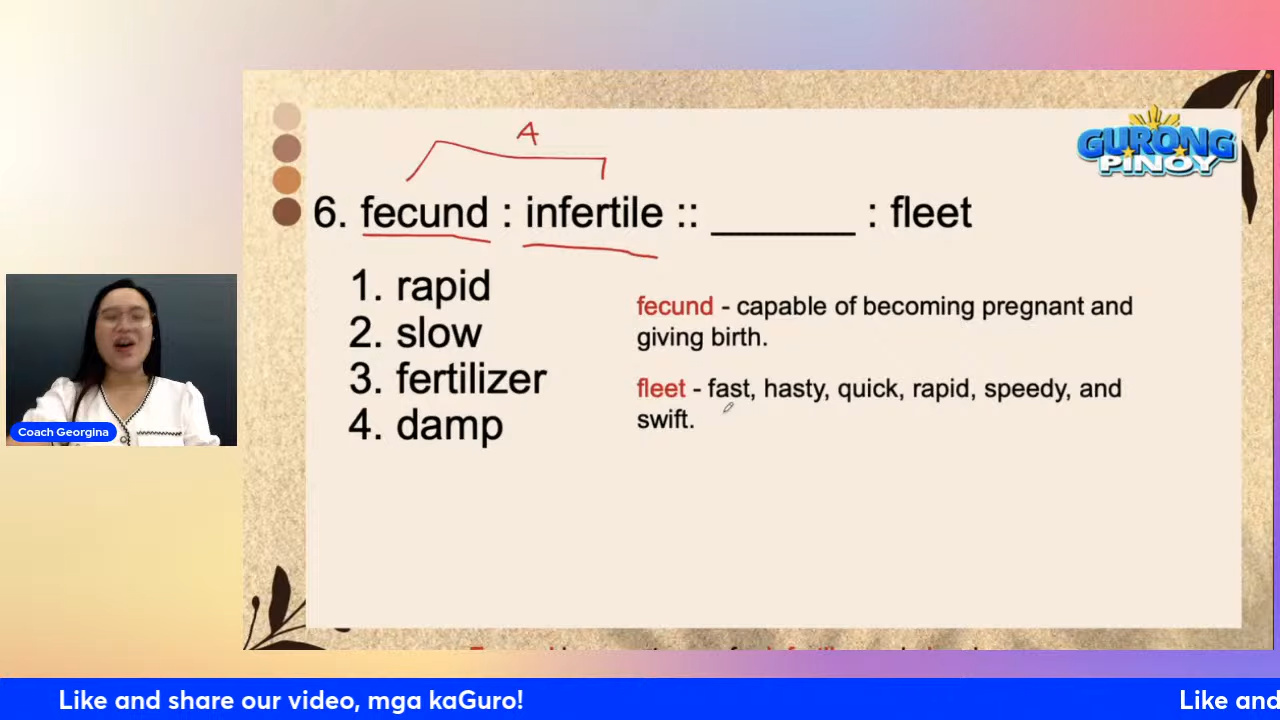 GURONG
PINOY
A
6. fecund : infertile :: _______ : fleet
1. rapid
2. slow
3. fertilizer
4. damp
fecund - capable of becoming pregnant and
giving birth.
fleet - fast, hasty, quick, rapid, speedy, and
swift.
Coach Georgina
Like and share our video, mga kaGuro!
Like and